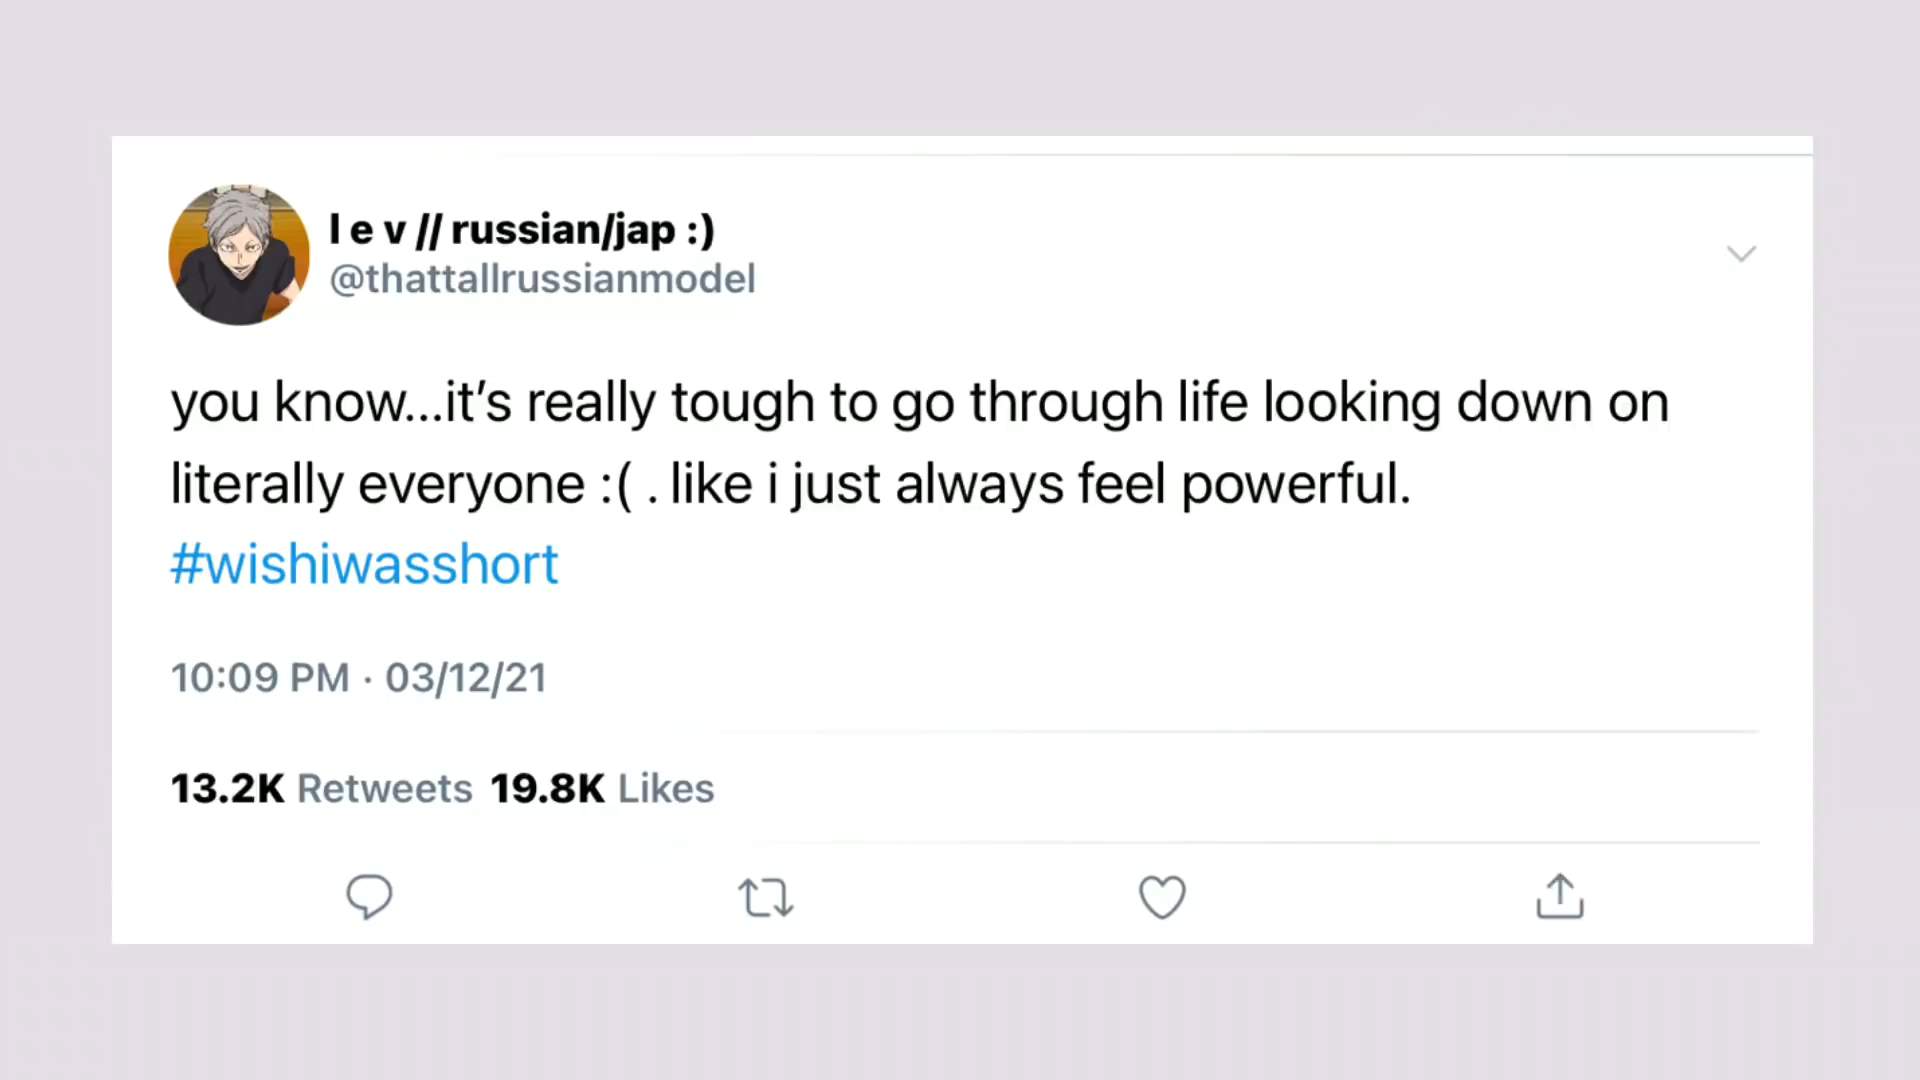 l e v // russian/jap :)
@thattallrussianmodel
you know...it’s really tough to go through life looking down on
literally everyone :( . like i just always feel powerful.
#wishiwasshort
10:09 PM · 03/12/21
13.2K Retweets 19.8K Likes